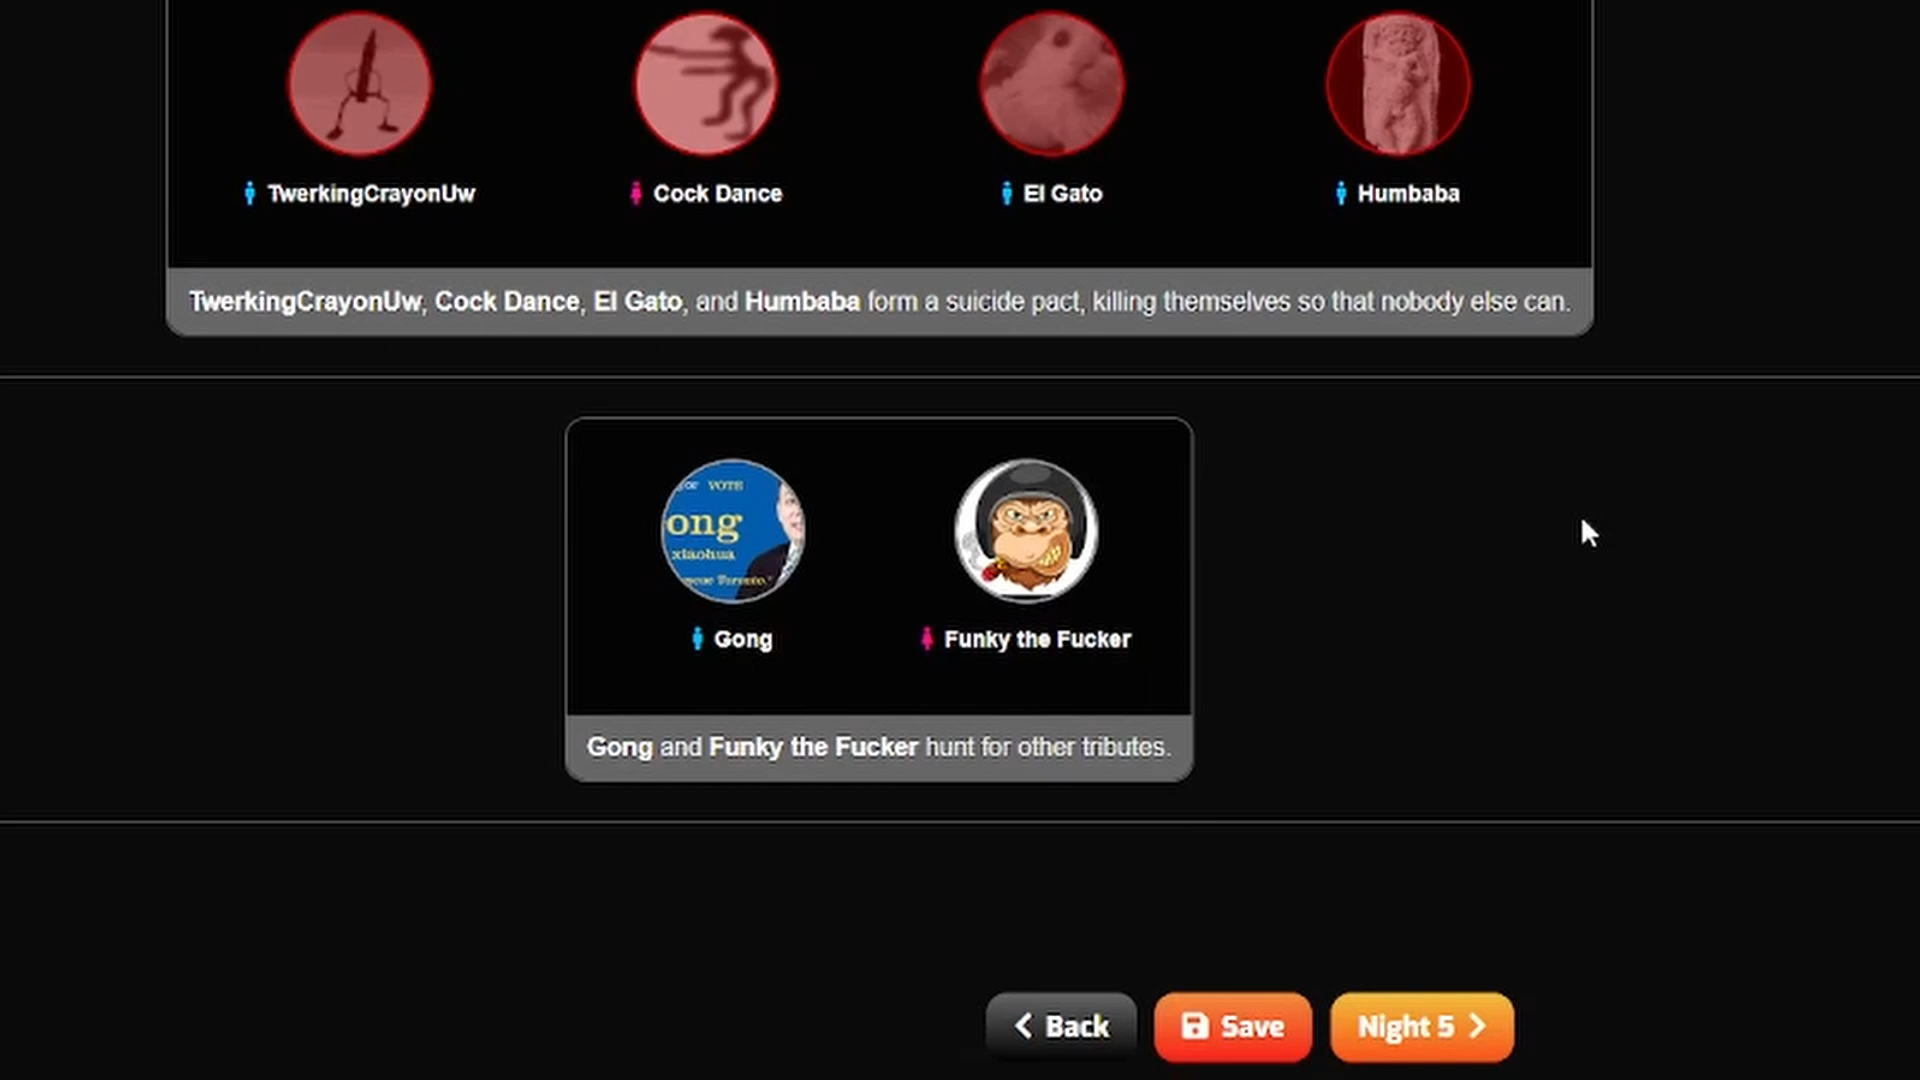 TwerkingCrayonUw
Cock Dance
El Gato
Humbaba
TwerkingCrayonUw, Cock Dance, El Gato, and Humbaba form a suicide pact, killing themselves so that nobody else can.
or VOTE
ong
xiaohua
Toronto."
Gong
Funky the Fucker
Gong and Funky the Fucker hunt for other tributes.
Back
Save
Night 5